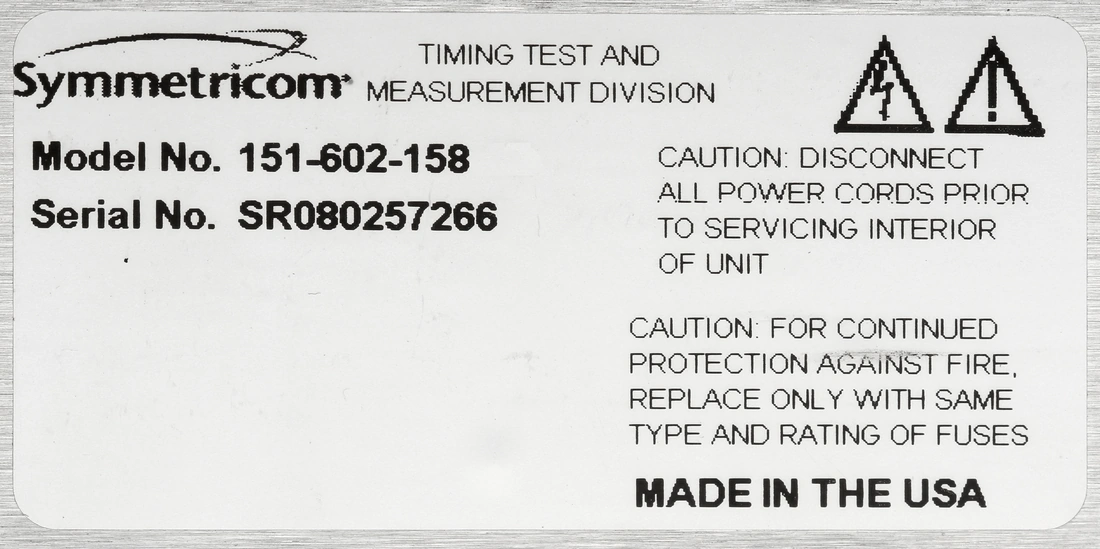 Symmetricom
TIMING TEST AND
MEASUREMENT DIVISION
Model No. 151-602-158
Serial No. SR080257266
CAUTION: DISCONNECT
ALL POWER CORDS PRIOR
TO SERVICING INTERIOR
OF UNIT
CAUTION: FOR CONTINUED
PROTECTION AGAINST FIRE,
REPLACE ONLY WITH SAME
TYPE AND RATING OF FUSES
MADE IN THE USA